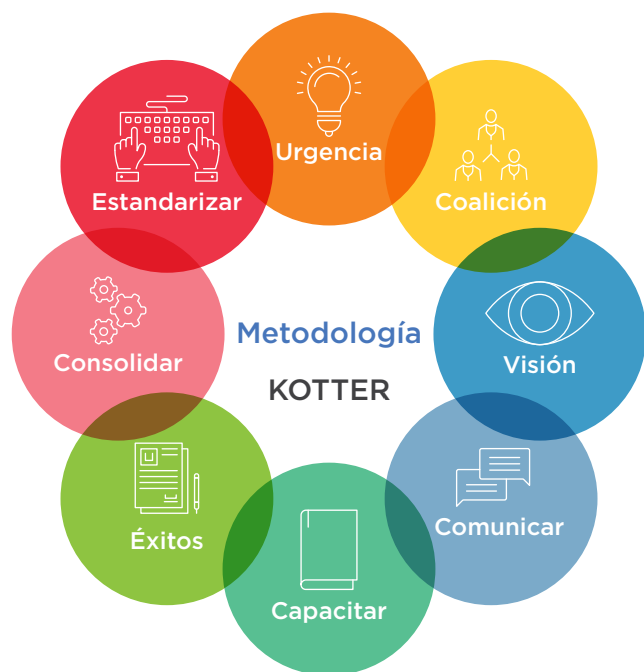 Urgencia
Estandarizar
Coalición
Metodología
KOTTER
Consolidar
Visión
Éxitos
Comunicar
Capacitar